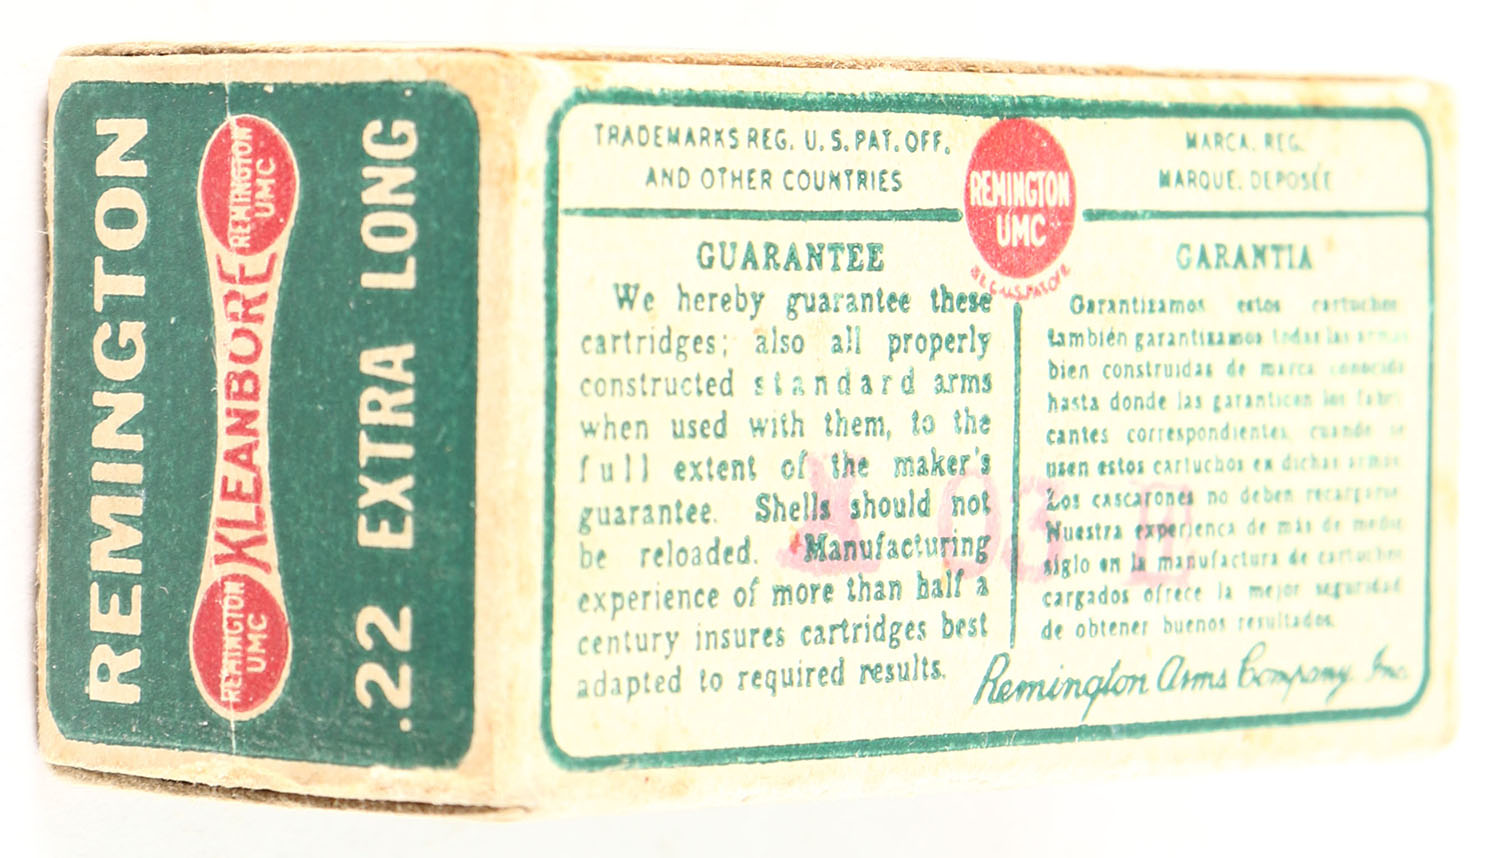 REMINGTON
REMINGTON
UMC
KLEANBORE
REMINGTON
UMC
.22 EXTRA LONG
TRADEMARKS REG. U.S. PAT. OFF.
AND OTHER COUNTRIES
REMINGTON
UMC
REG. U.S. PAT. OFF.
MARCA. REG.
MARQUE. DEPOSÉE
GUARANTEE
We hereby guarantee these
cartridges; also all properly
constructed standard arms
when used with them, to the
full extent of the maker's
guarantee. Shells should not
be reloaded. Manufacturing
experience of more than half a
century insures cartridges best
adapted to required results.
GARANTIA
Garantizamos estos cartuchos
también garantizamos todas las armas
bien construidas de marca conocida
hasta donde las garanticen los fabri-
cantes correspondientes, cuando se
usen estos cartuchos en dichas armas.
Los cascarones no deben recargarse.
Nuestra experienca de más de medio
siglo en la manufactura de cartuchos
cargados ofrece la mejor seguridad
de obtener buenos resultados.
Remington Arms Company, Inc.